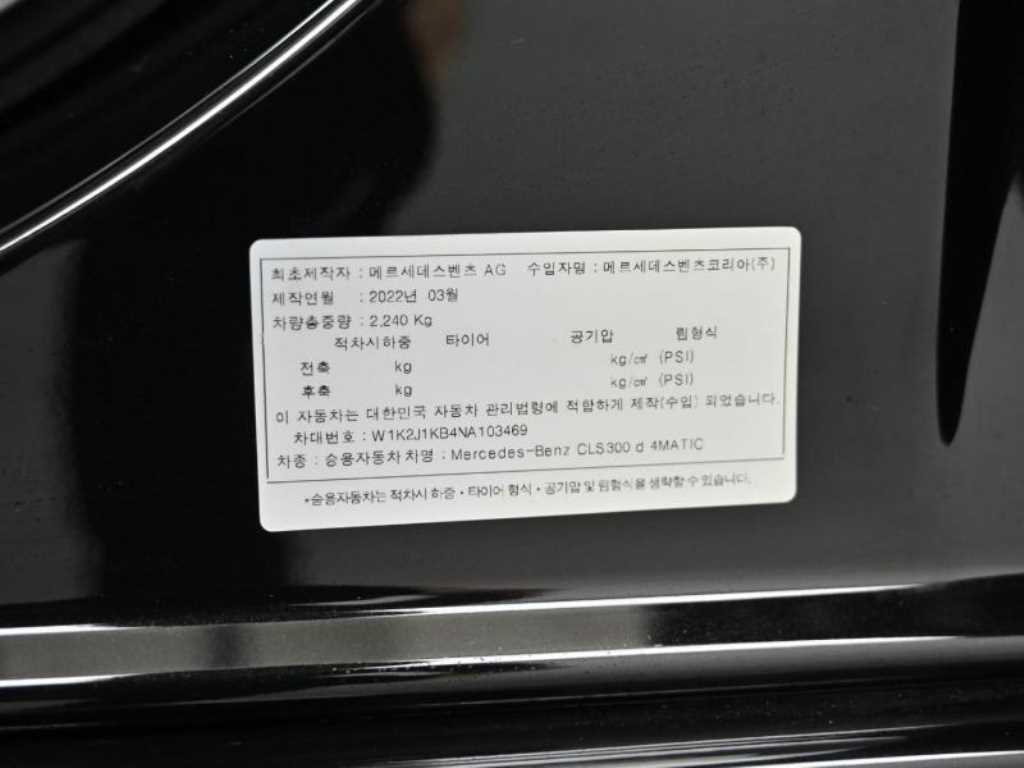 최초제작자 : 메르세데스벤츠 AG 수입자명 : 메르세데스벤츠코리아(주)
제작연월 : 2022년 03월
차량총중량 : 2,240 Kg
적차시하중 타이어 공기압 림형식
전축 kg kg/㎠ (PSI)
후축 kg kg/㎠ (PSI)
이 자동차는 대한민국 자동차 관리법령에 적합하게 제작(수입) 되었습니다.
차대번호 : W1K2J1KB4NA103469
차종 : 승용자동차 차명 : Mercedes-Benz CLS300 d 4MATIC
*승용자동차는 적차시 하중 • 타이어 형식 • 공기압 및 림형식을 생략할 수 있습니다.